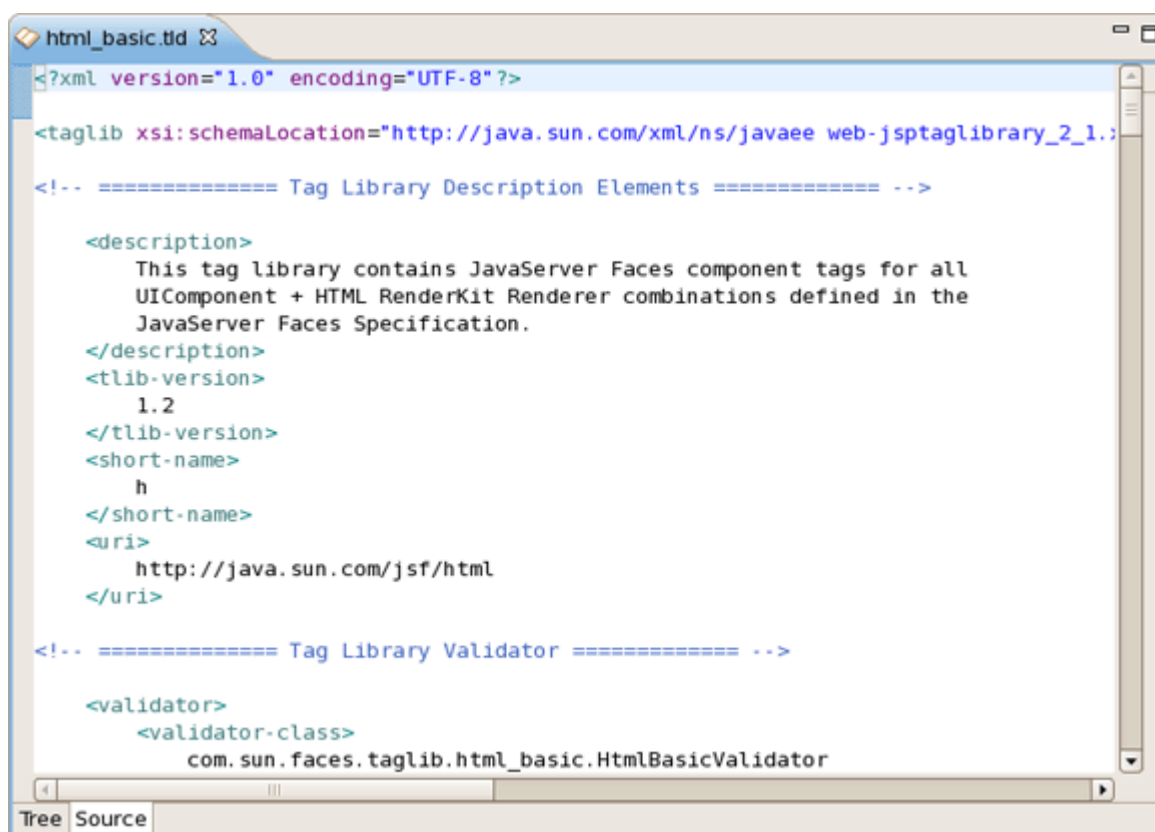 html_basic.tld
<?xml version="1.0" encoding="UTF-8"?>
<taglib xsi:schemaLocation="http://java.sun.com/xml/ns/javaee web-jsptaglibrary_2_1.
<!-- ============== Tag Library Description Elements ============= -->
<description>
This tag library contains JavaServer Faces component tags for all
UIComponent + HTML RenderKit Renderer combinations defined in the
JavaServer Faces Specification.
</description>
<tlib-version>
1.2
</tlib-version>
<short-name>
h
</short-name>
<uri>
http://java.sun.com/jsf/html
</uri>
<!-- ============== Tag Library Validator ============= -->
<validator>
<validator-class>
com.sun.faces.taglib.html_basic.HtmlBasicValidator
Tree Source